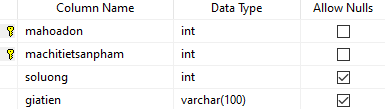 Column Name Data Type Allow Nulls
mahoadon int
machitietsanpham int
soluong int
giatien varchar(100)